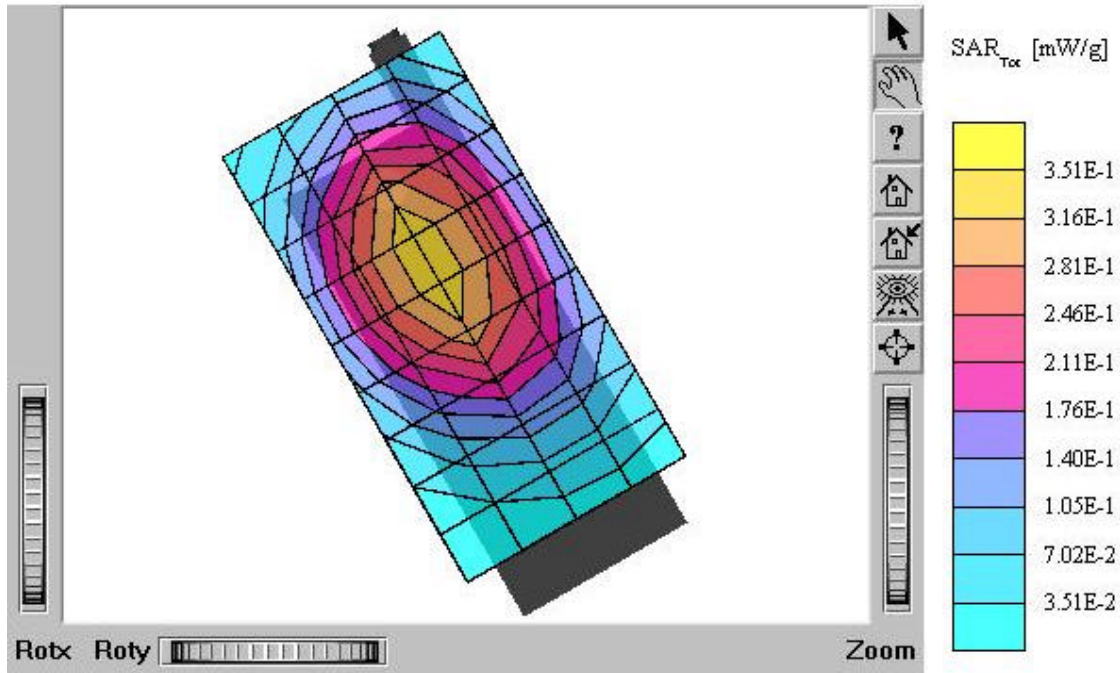 SAR_Tot [mW/g]
?
3.51E-1
3.16E-1
2.81E-1
2.46E-1
2.11E-1
1.76E-1
1.40E-1
1.05E-1
7.02E-2
3.51E-2
Rotx Roty Zoom